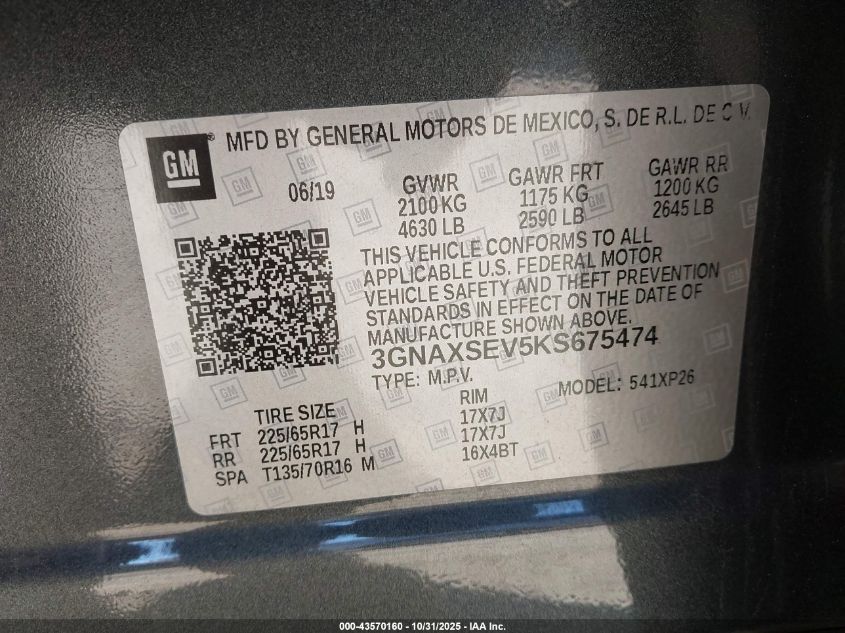 GM® MFD BY GENERAL MOTORS DE MEXICO, S. DE R.L. DE C.V.
06/19
GVWR
2100 KG
4630 LB
GAWR FRT
1175 KG
2590 LB
GAWR RR
1200 KG
2645 LB
THIS VEHICLE CONFORMS TO ALL
APPLICABLE U.S. FEDERAL MOTOR
VEHICLE SAFETY AND THEFT PREVENTION
STANDARDS IN EFFECT ON THE DATE OF
MANUFACTURE SHOWN ABOVE.
3GNAXSEV5KS675474
TYPE: M.P.V. MODEL: 541XP26
TIRE SIZE RIM
FRT 225/65R17 H 17X7J
RR 225/65R17 H 17X7J
SPA T135/70R16 M 16X4BT
000-43570160 - 10/31/2025 - IAA Inc.